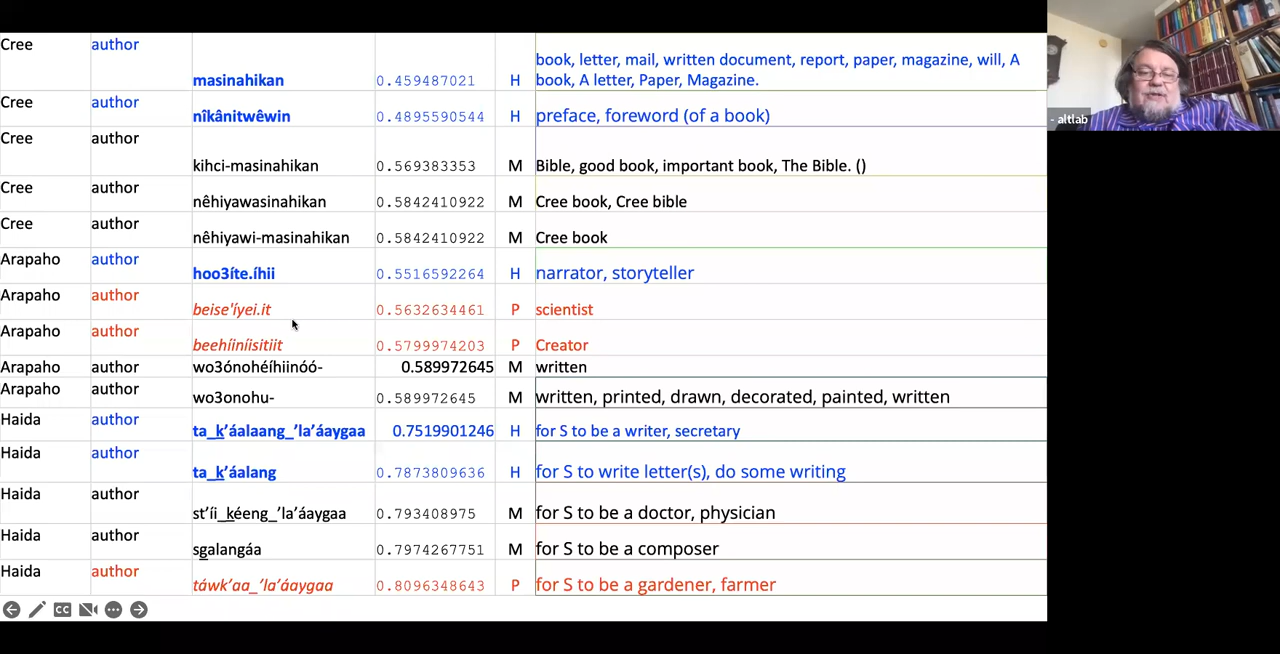 Cree author masinahikan 0.459487021 H book, letter, mail, written document, report, paper, magazine, will, A
book, A letter, Paper, Magazine.
Cree author nîkânitwêwin 0.4895590544 H preface, foreword (of a book)
Cree author kihci-masinahikan 0.569383353 M Bible, good book, important book, The Bible. ()
Cree author nêhiyawasinahikan 0.5842410922 M Cree book, Cree bible
Cree author nêhiyawi-masinahikan 0.5842410922 M Cree book
Arapaho author hoo3íte.íhii 0.5516592264 H narrator, storyteller
Arapaho author beise'íyei.it 0.5632634461 P scientist
Arapaho author beehíiníísitiit 0.5799974203 P Creator
Arapaho author wo3ónohéíhiinóó- 0.589972645 M written
Arapaho author wo3onohu- 0.589972645 M written, printed, drawn, decorated, painted, written
Haida author ta_k’áalaang_’la’áaygaa 0.7519901246 H for S to be a writer, secretary
Haida author ta_k’áalang 0.7873809636 H for S to write letter(s), do some writing
Haida author st’íi_kéeng_’la’áaygaa 0.793408975 M for S to be a doctor, physician
Haida author sgalangáa 0.7974267751 M for S to be a composer
Haida author táwk’aa_’la’áaygaa 0.8096348643 P for S to be a gardener, farmer
- altlab
CC